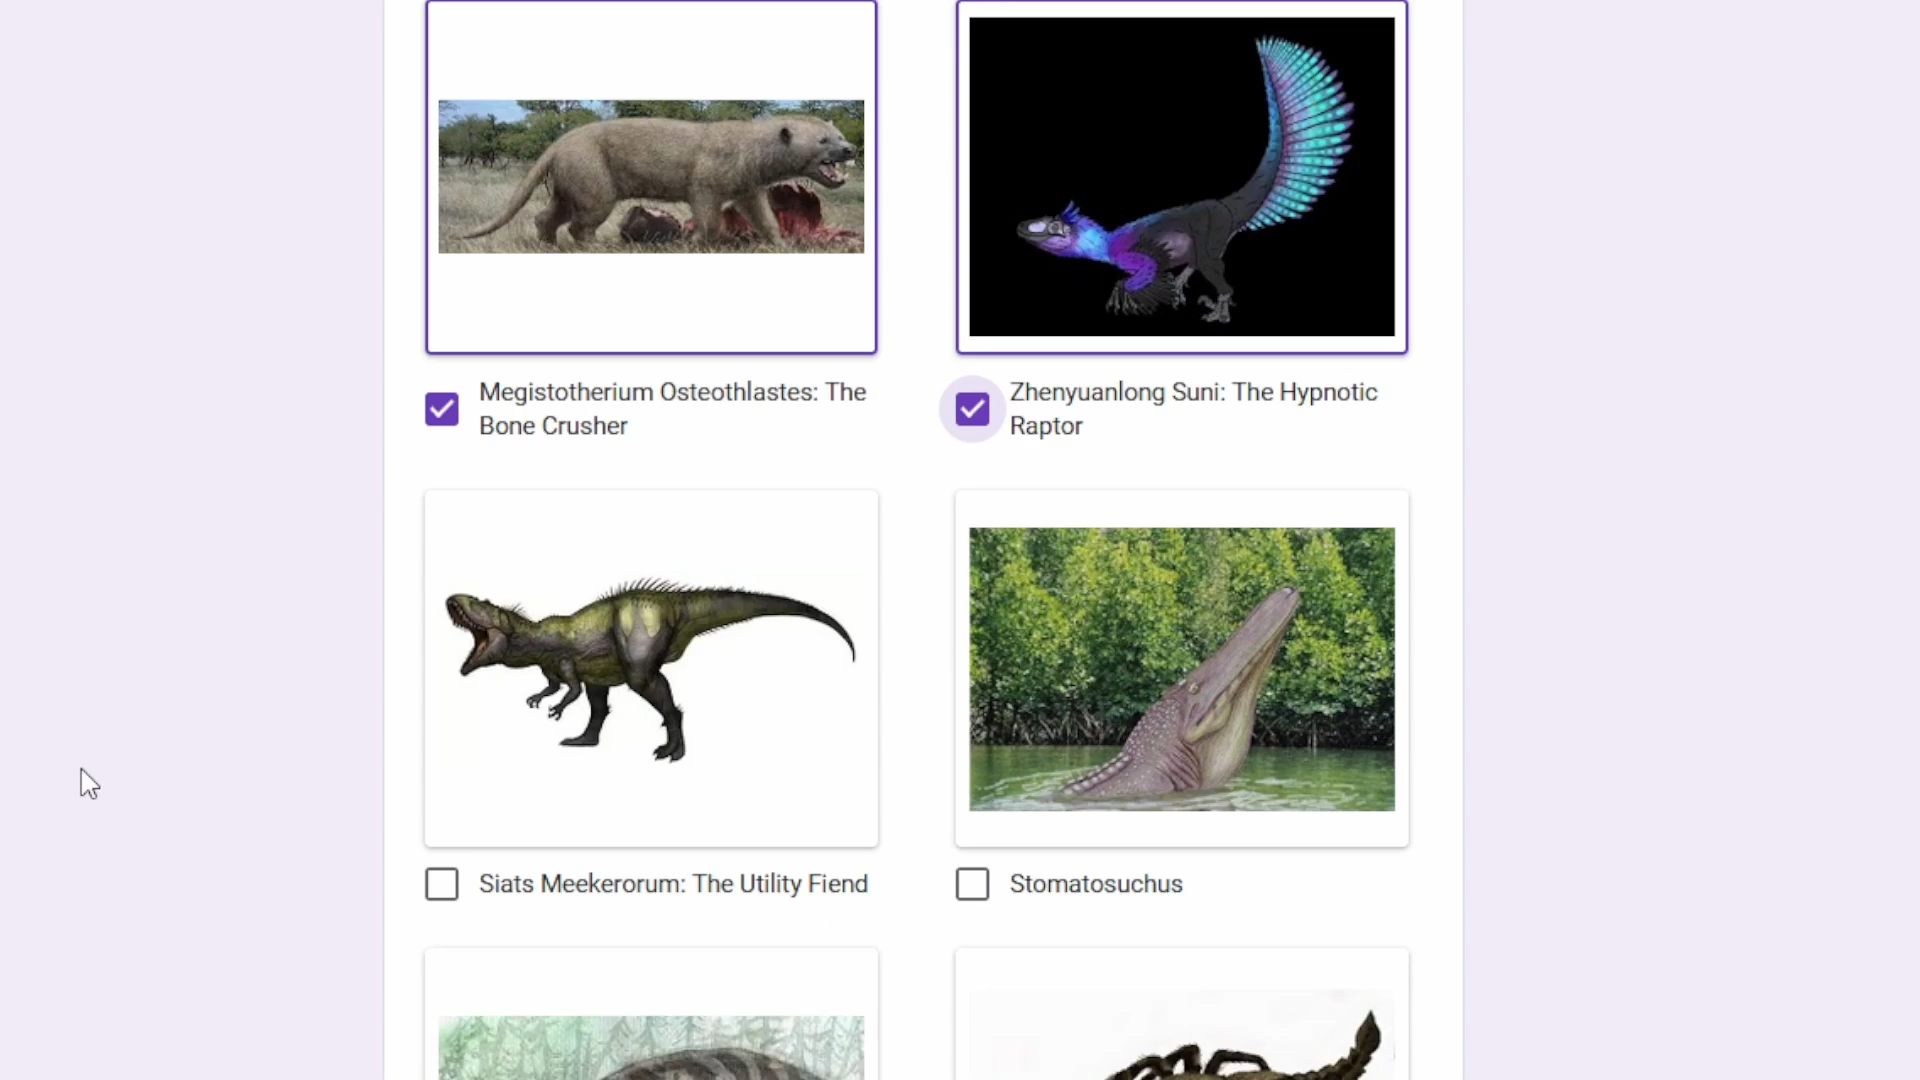 Megistotherium Osteothlastes: The
Bone Crusher
Zhenyuanlong Suni: The Hypnotic
Raptor
Siats Meekerorum: The Utility Fiend
Stomatosuchus